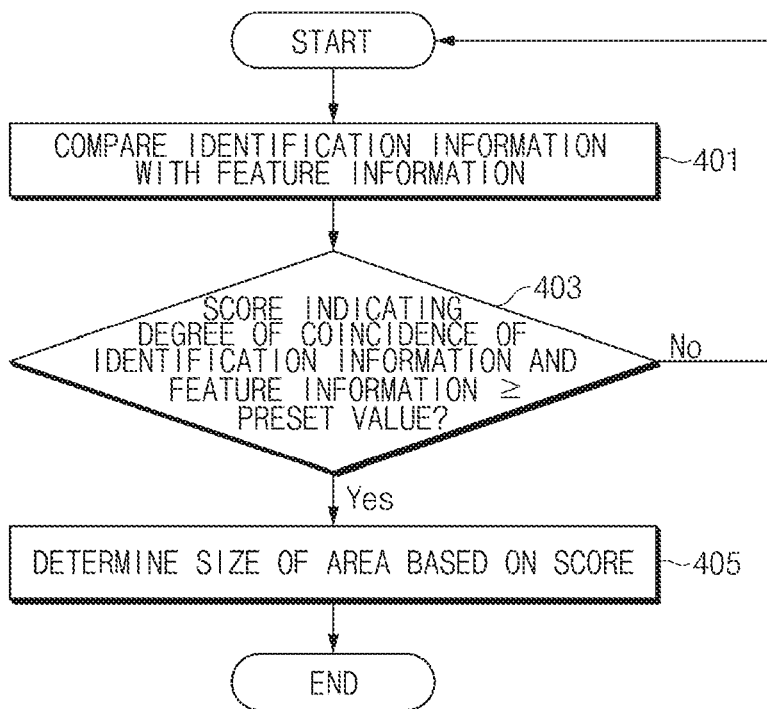 START
COMPARE IDENTIFICATION INFORMATION
WITH FEATURE INFORMATION
401
403
SCORE INDICATING
DEGREE OF COINCIDENCE OF
IDENTIFICATION INFORMATION AND
FEATURE INFORMATION ≥
PRESET VALUE?
No
Yes
DETERMINE SIZE OF AREA BASED ON SCORE
405
END